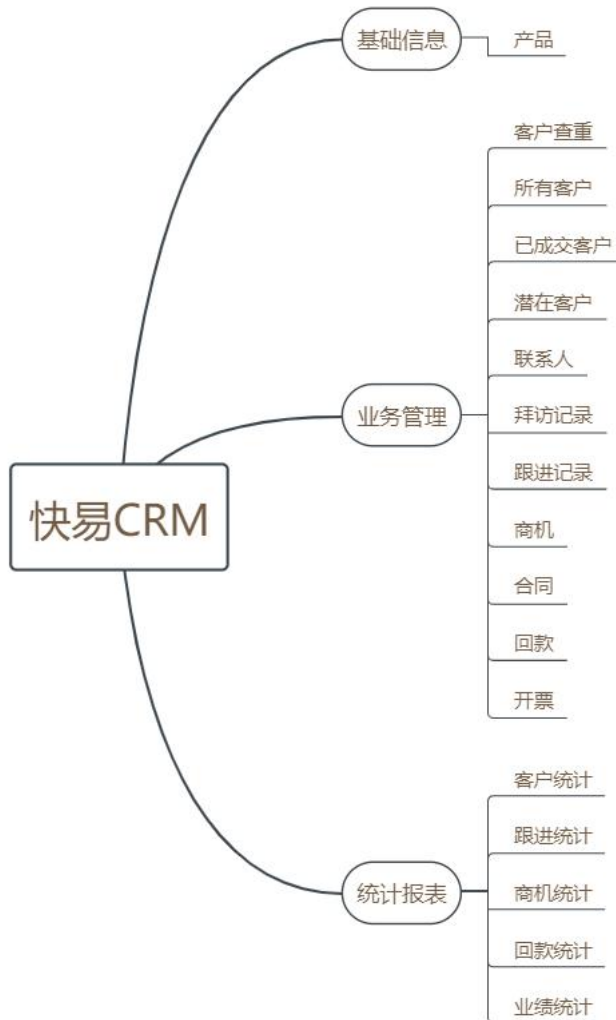 快易CRM
基础信息
产品
业务管理
客户查重
所有客户
已成交客户
潜在客户
联系人
拜访记录
跟进记录
商机
合同
回款
开票
统计报表
客户统计
跟进统计
商机统计
回款统计
业绩统计